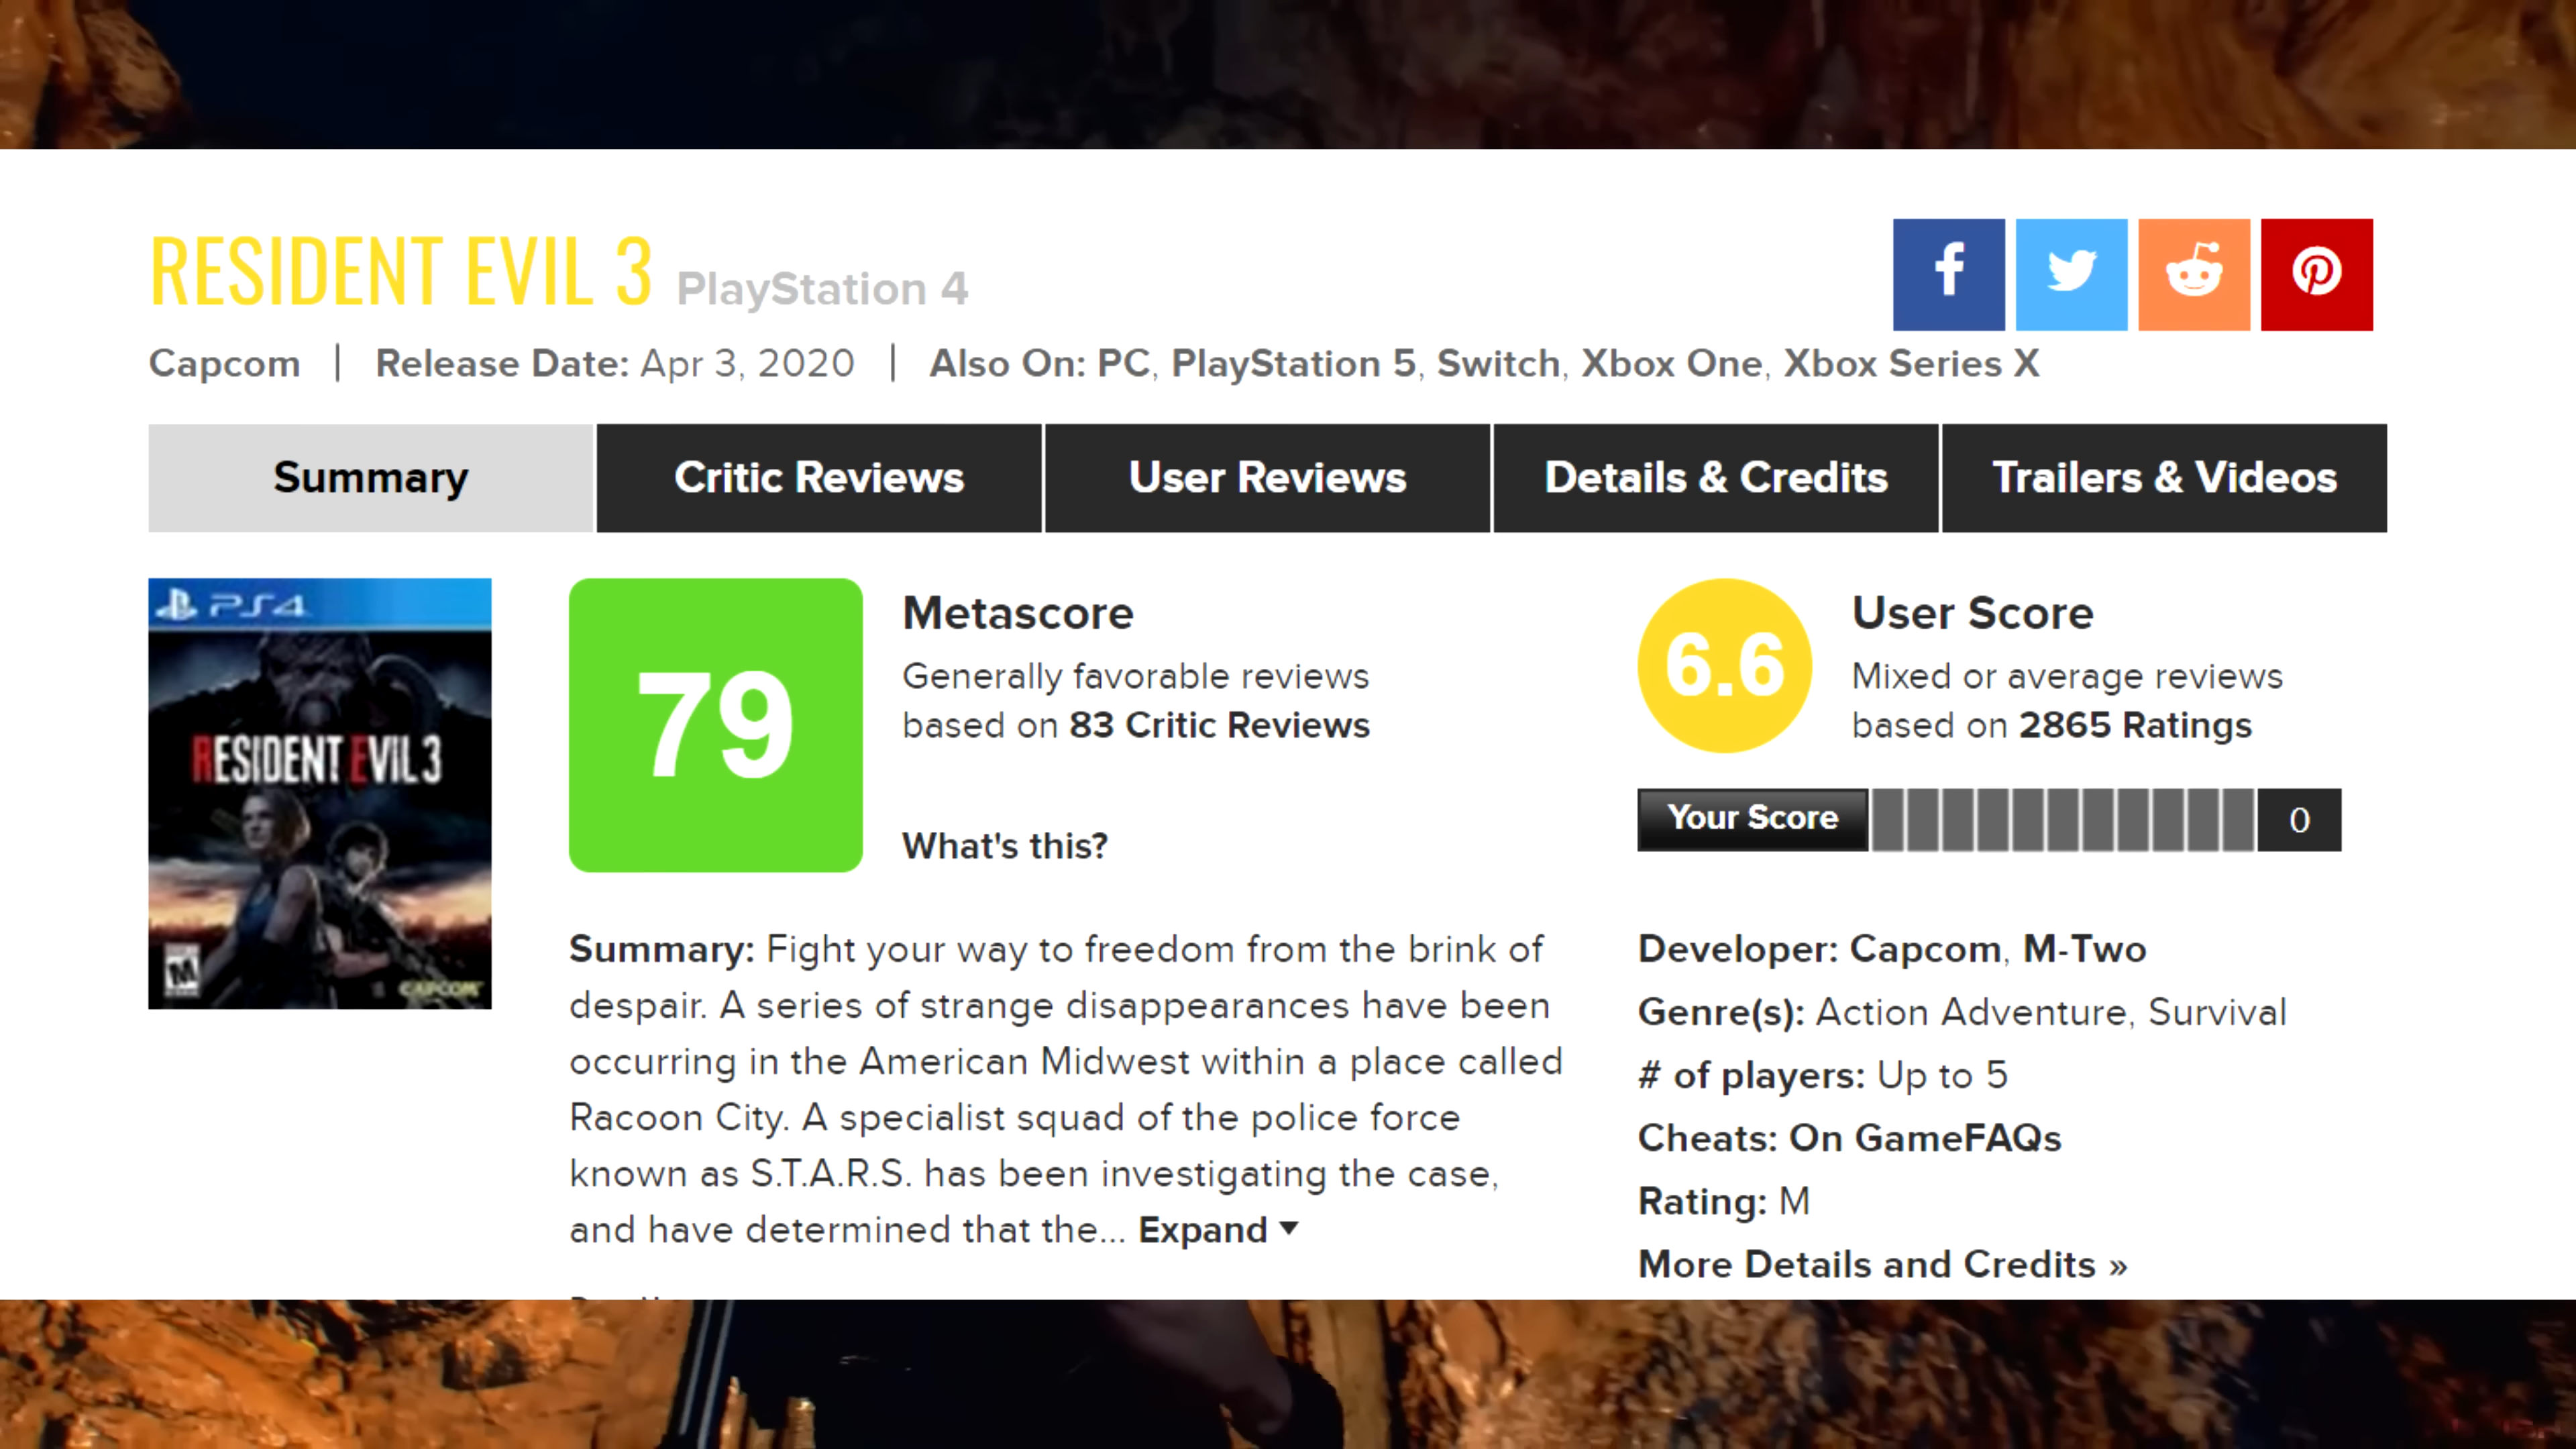 RESIDENT EVIL 3 PlayStation 4
Capcom | Release Date: Apr 3, 2020 | Also On: PC, PlayStation 5, Switch, Xbox One, Xbox Series X
Summary Critic Reviews User Reviews Details & Credits Trailers & Videos
PS4
RESIDENT EVIL 3
M
CAPCOM
79
Metascore
Generally favorable reviews
based on 83 Critic Reviews
What's this?
6.6
User Score
Mixed or average reviews
based on 2865 Ratings
Your Score 0
Summary: Fight your way to freedom from the brink of
despair. A series of strange disappearances have been
occurring in the American Midwest within a place called
Racoon City. A specialist squad of the police force
known as S.T.A.R.S. has been investigating the case,
and have determined that the... Expand
Developer: Capcom, M-Two
Genre(s): Action Adventure, Survival
# of players: Up to 5
Cheats: On GameFAQs
Rating: M
More Details and Credits »